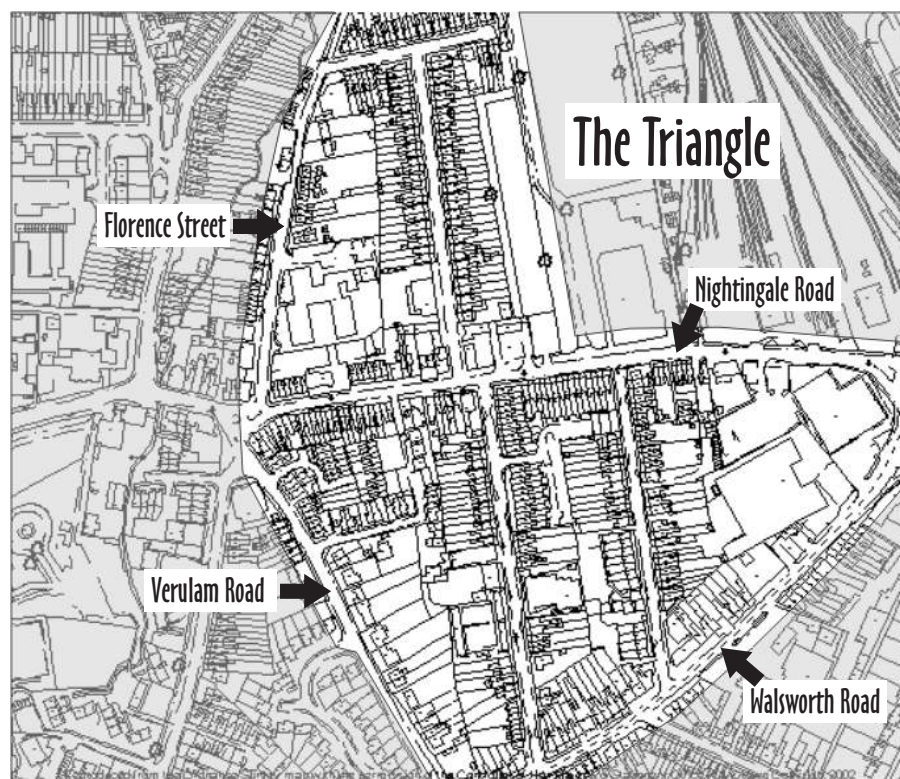 The Triangle
Florence Street
Nightingale Road
Verulam Road
Walsworth Road